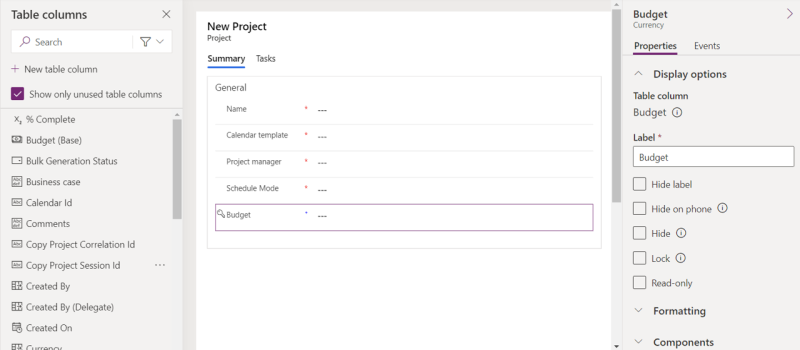 Table columns
Search
New table column
Show only unused table columns
% Complete
Budget (Base)
Bulk Generation Status
Business case
Calendar Id
Comments
Copy Project Correlation Id
Copy Project Session Id
Created By
Created By (Delegate)
Created On
Currency
New Project
Project
Summary Tasks
General
Name * ---
Calendar template * ---
Project manager * ---
Schedule Mode * ---
Budget * ---
Budget
Currency
Properties Events
Display options
Table column
Budget
Label *
Budget
Hide label
Hide on phone
Hide
Lock
Read-only
Formatting
Components